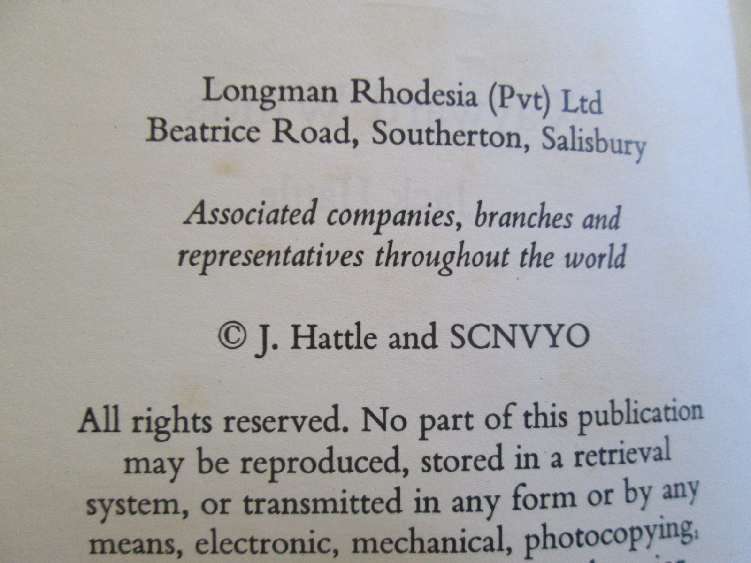 Longman Rhodesia (Pvt) Ltd
Beatrice Road, Southerton, Salisbury
Associated companies, branches and
representatives throughout the world
© J. Hattle and SCNVYO
All rights reserved. No part of this publication
may be reproduced, stored in a retrieval
system, or transmitted in any form or by any
means, electronic, mechanical, photocopying,